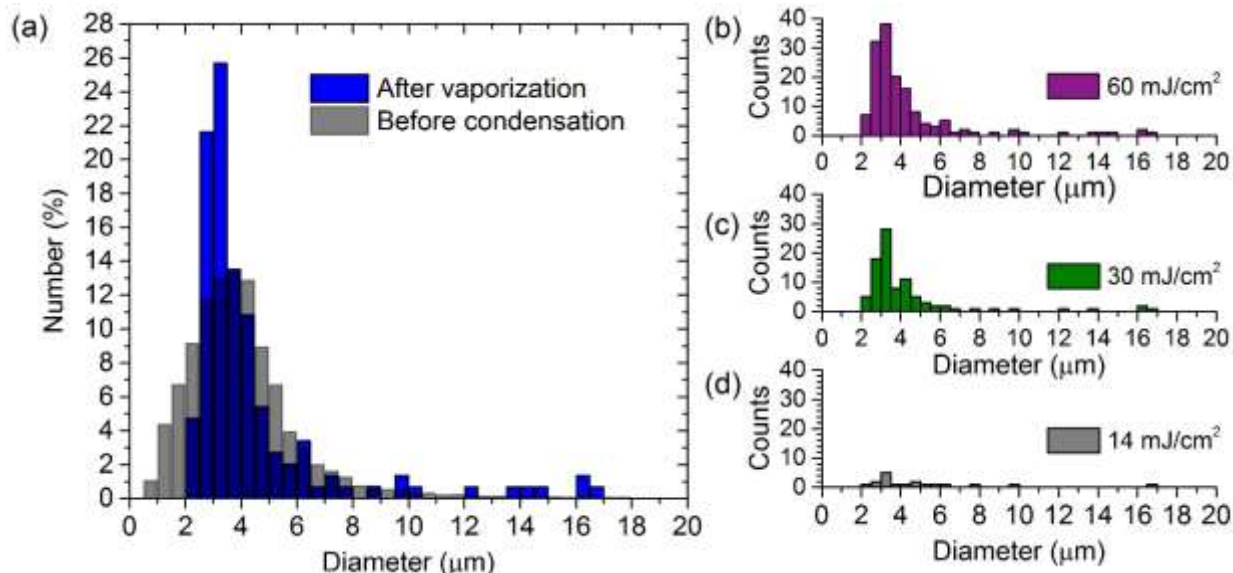 (a)
28
26
24
22
20
18
16
14
12
10
8
6
4
2
0
Number (%)
After vaporization
Before condensation
0 2 4 6 8 10 12 14 16 18 20
Diameter (μm)
(b)
40
30
20
10
0
Counts
60 mJ/cm²
0 2 4 6 8 10 12 14 16 18 20
Diameter (μm)
(c)
40
30
20
10
0
Counts
30 mJ/cm²
0 2 4 6 8 10 12 14 16 18 20
Diameter (μm)
(d)
40
30
20
10
0
Counts
14 mJ/cm²
0 2 4 6 8 10 12 14 16 18 20
Diameter (μm)